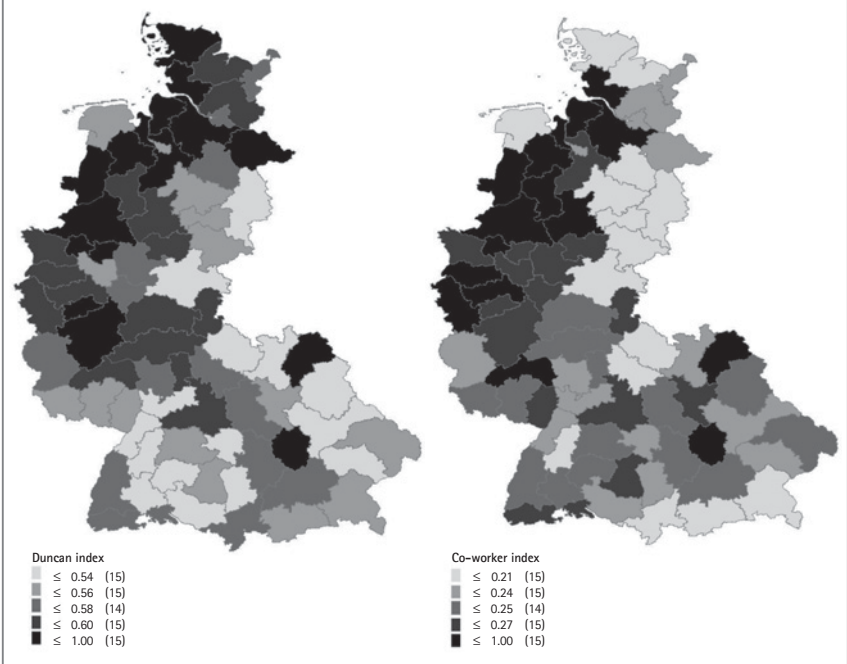 Duncan index
≤ 0.54 (15)
≤ 0.56 (15)
≤ 0.58 (14)
≤ 0.60 (15)
≤ 1.00 (15)
Co-worker index
≤ 0.21 (15)
≤ 0.24 (15)
≤ 0.25 (14)
≤ 0.27 (15)
≤ 1.00 (15)